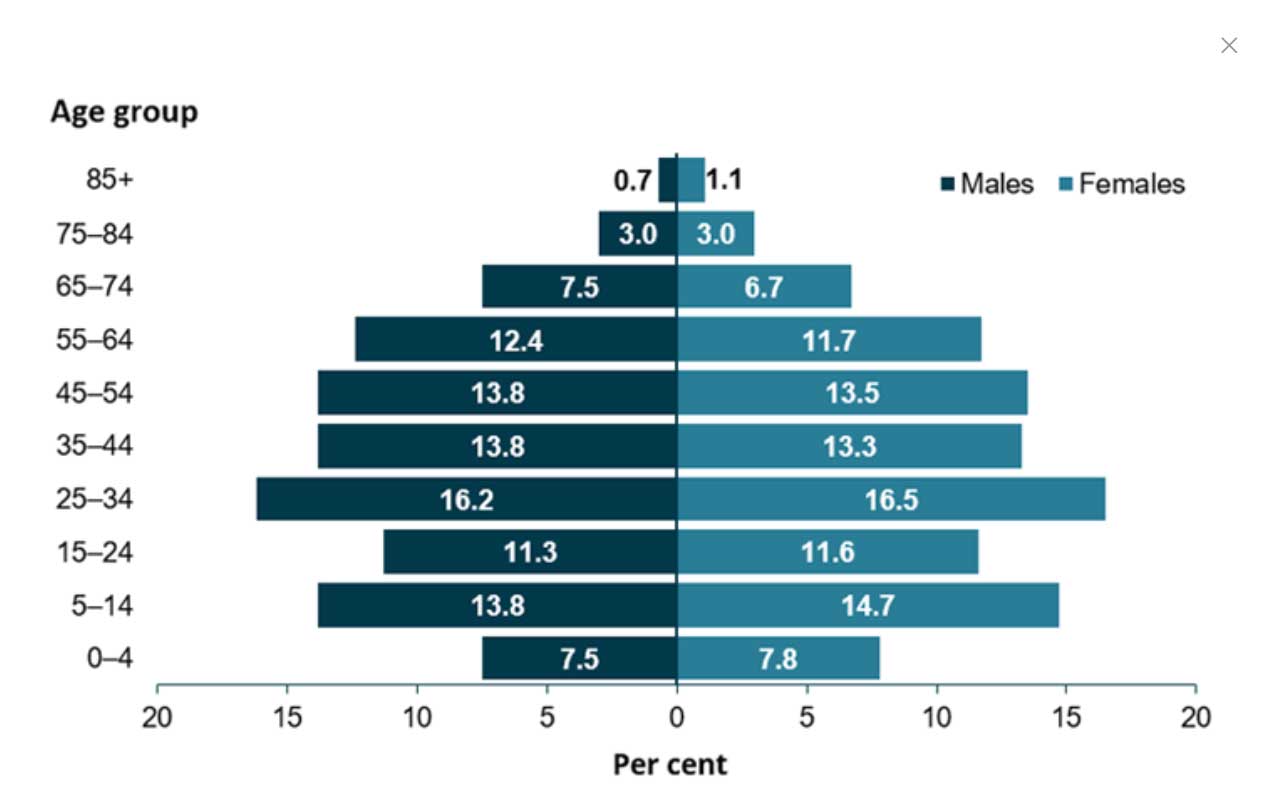 Age group
85+ 0.7 1.1 Males Females
75–84 3.0 3.0
65–74 7.5 6.7
55–64 12.4 11.7
45–54 13.8 13.5
35–44 13.8 13.3
25–34 16.2 16.5
15–24 11.3 11.6
5–14 13.8 14.7
0–4 7.5 7.8
20 15 10 5 0 5 10 15 20
Per cent